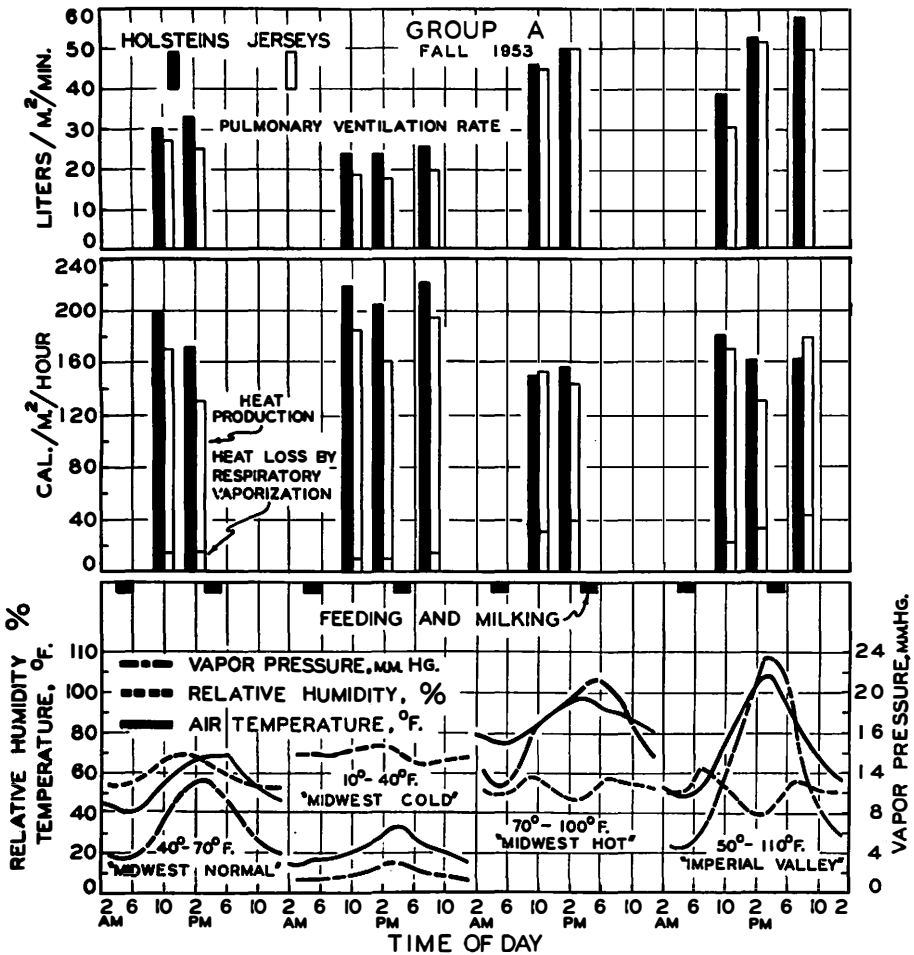 GROUP A
FALL 1953
HOLSTEINS JERSEYS
PULMONARY VENTILATION RATE
LITERS/M.²/MIN.
60
50
40
30
20
10
0
CAL./M.²/HOUR
240
200
160
120
80
40
0
HEAT
PRODUCTION
HEAT LOSS BY
RESPIRATORY
VAPORIZATION
FEEDING AND MILKING
RELATIVE HUMIDITY %
TEMPERATURE, °F.
110
100
80
60
40
20
0
VAPOR PRESSURE, MM. HG.
RELATIVE HUMIDITY, %
AIR TEMPERATURE, °F.
40°-70°F.
"MIDWEST NORMAL"
10°-40°F.
"MIDWEST COLD"
70°-100°F.
"MIDWEST HOT"
50°-110°F.
"IMPERIAL VALLEY"
VAPOR PRESSURE, MM.HG.
24
20
16
14
8
4
0
2 6 10 2 6 10 2 6 10 2 6 10 2 6 10 2 6 10 2 6 10 2 6 10 2
AM PM AM PM AM PM AM PM
TIME OF DAY